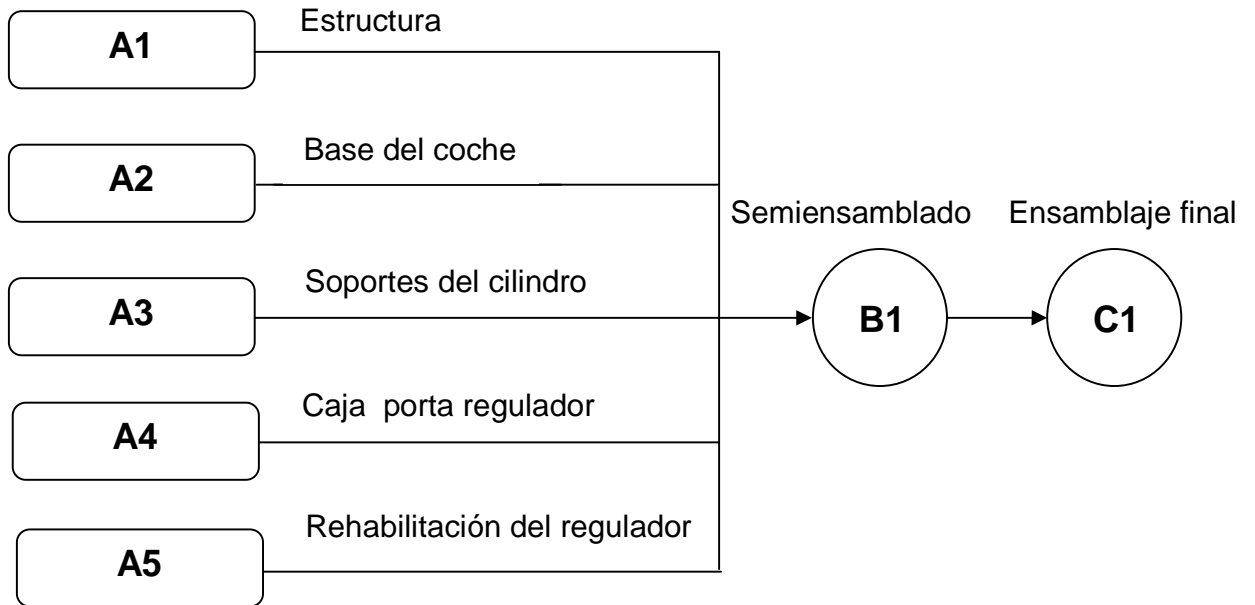 Estructura
A1
Base del coche
A2
Semiensamblado
Ensamblaje final
Soportes del cilindro
A3
B1
C1
Caja porta regulador
A4
Rehabilitación del regulador
A5